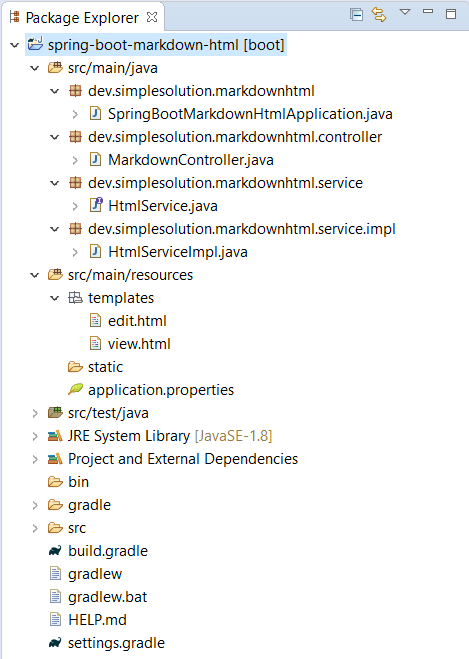 Package Explorer
spring-boot-markdown-html [boot]
src/main/java
dev.simplesolution.markdownhtml
SpringBootMarkdownHtmlApplication.java
dev.simplesolution.markdownhtml.controller
MarkdownController.java
dev.simplesolution.markdownhtml.service
HtmlService.java
dev.simplesolution.markdownhtml.service.impl
HtmlServiceImpl.java
src/main/resources
templates
edit.html
view.html
static
application.properties
src/test/java
JRE System Library [JavaSE-1.8]
Project and External Dependencies
bin
gradle
src
build.gradle
gradlew
gradlew.bat
HELP.md
settings.gradle